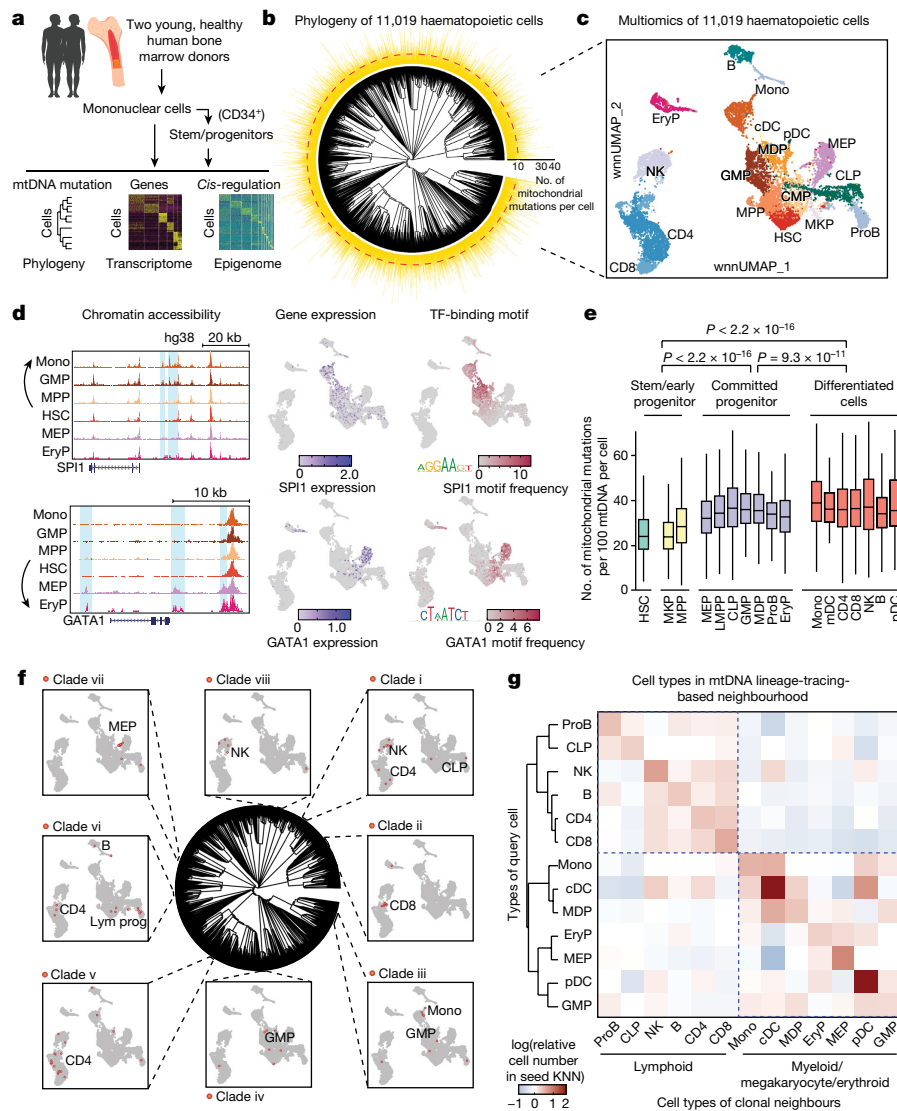 a
Two young, healthy
human bone
marrow donors
Mononuclear cells
(CD34+)
Stem/progenitors
mtDNA mutation
Genes
Cis-regulation
Cells
Cells
Cells
Phylogeny
Transcriptome
Epigenome
b
Phylogeny of 11,019 haematopoietic cells
10 30 40
No. of
mitochondrial
mutations per cell
c
Multiomics of 11,019 haematopoietic cells
wnnUMAP_2
B
Mono
EryP
cDC
pDC
MDP
MEP
NK
GMP
CLP
CMP
MPP
CD4
HSC
MKP
ProB
CD8
wnnUMAP_1
d
Chromatin accessibility
hg38
20 kb
Mono
GMP
MPP
HSC
MEP
EryP
SPI1
Gene expression
0 2.0
SPI1 expression
TF-binding motif
AGGAAGT
0 10
SPI1 motif frequency
10 kb
Mono
GMP
MPP
HSC
MEP
EryP
GATA1
0 1.0
GATA1 expression
0 2 4 6
GATA1 motif frequency
e
P < 2.2 × 10−16
P < 2.2 × 10−16
P = 9.3 × 10−11
Stem/early
progenitor
Committed
progenitor
Differentiated
cells
No. of mitochondrial mutations
per 100 mtDNA per cell
60
40
20
0
HSC
MKP
MPP
MEP
LMPP
CLP
GMP
MDP
ProB
EryP
Mono
mDC
CD4
CD8
NK
B
pDC
f
Clade vii
MEP
Clade viii
NK
Clade i
NK
CD4
CLP
Clade vi
B
CD4
Lym prog
Clade ii
CD8
Clade v
CD4
GMP
Clade iv
Clade iii
Mono
GMP
g
Cell types in mtDNA lineage-tracing-
based neighbourhood
Types of query cell
ProB
CLP
NK
B
CD4
CD8
Mono
cDC
MDP
EryP
MEP
pDC
GMP
ProB CLP NK B CD4 CD8 Mono cDC MDP EryP MEP pDC GMP
log(relative
cell number
in seed KNN)
−1 1 2
Lymphoid
Myeloid/
megakaryocyte/erythroid
Cell types of clonal neighbours